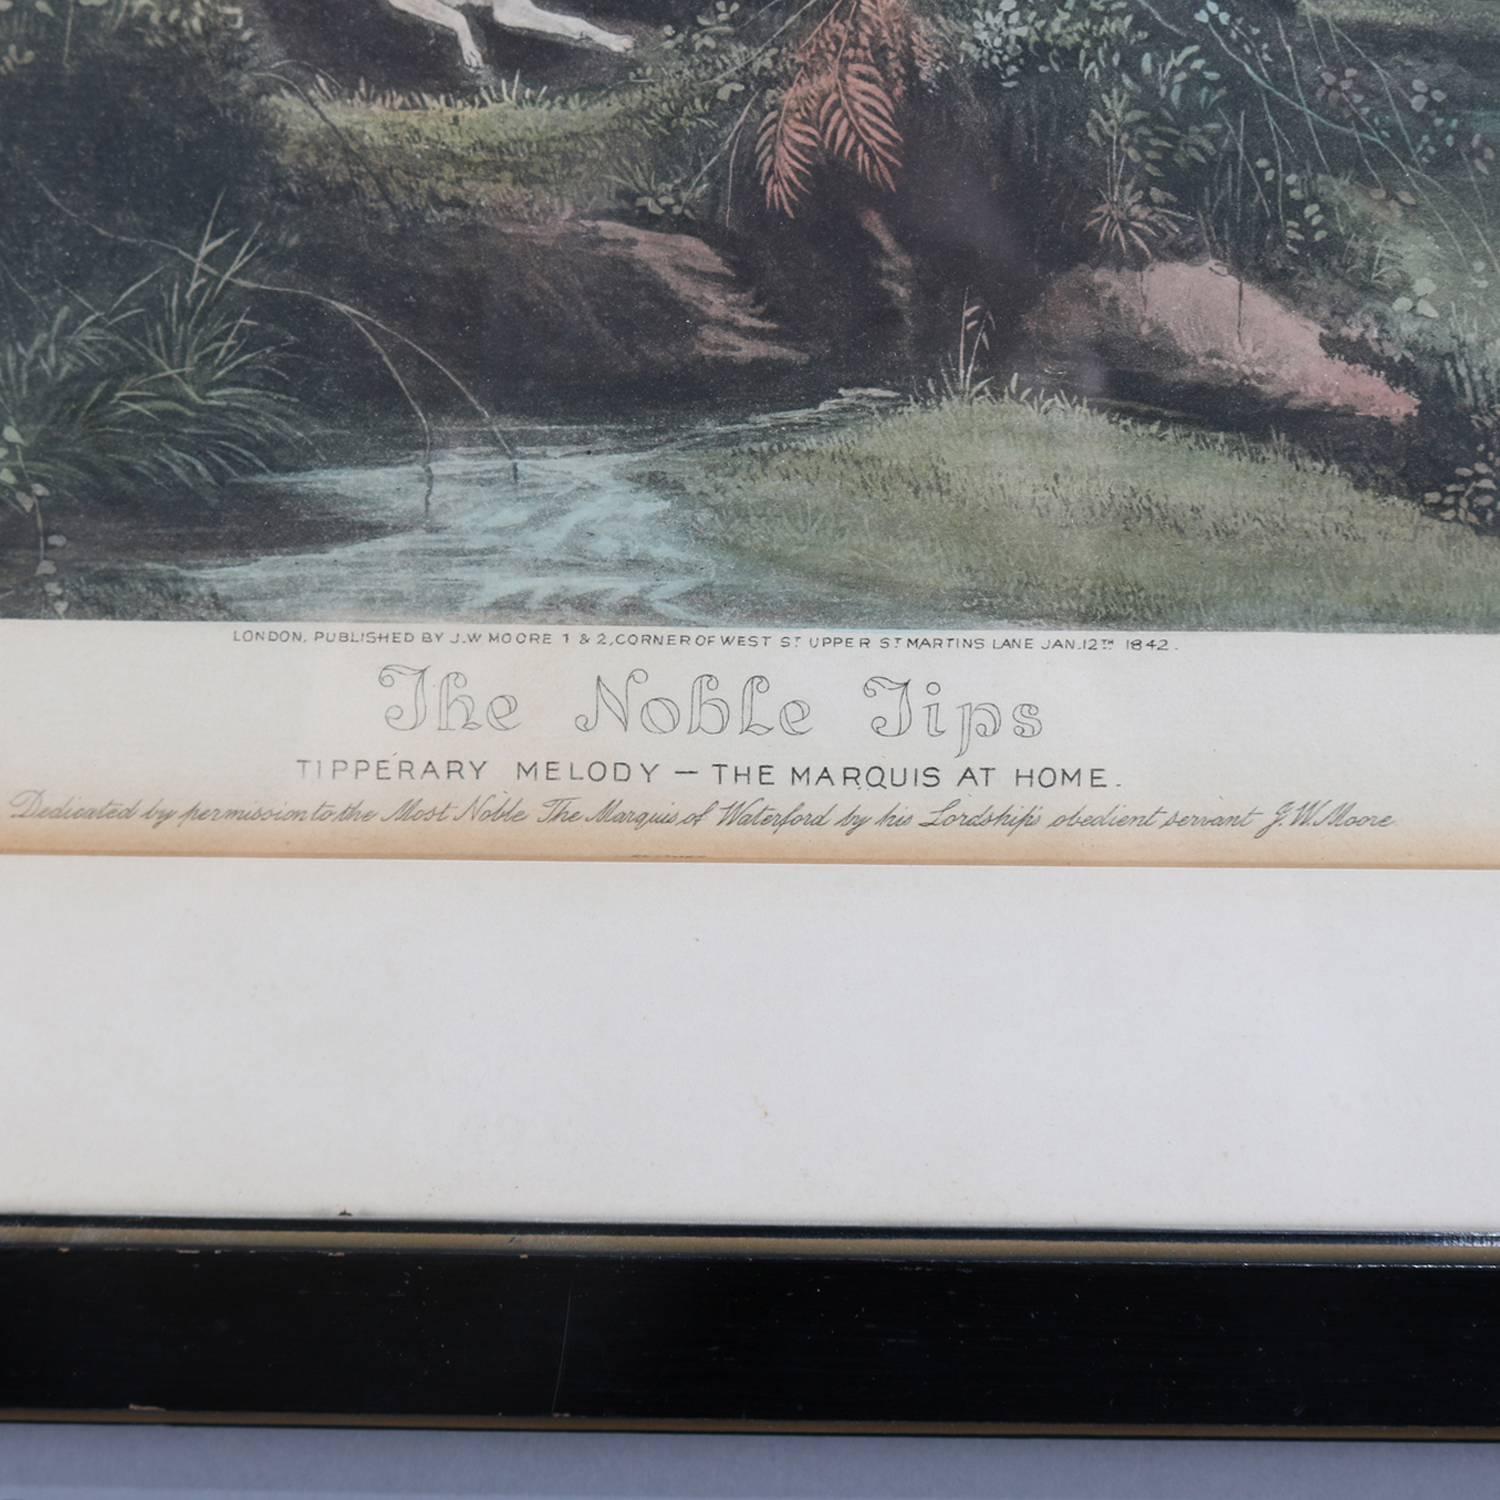 LONDON, PUBLISHED BY J.W MOORE 1 & 2, CORNER OF WEST ST UPPER ST MARTINS LANE JAN.12TH 1842.
The Noble Tips
TIPPERARY MELODY – THE MARQUIS AT HOME.
Dedicated by permission to the Most Noble The Marquis of Waterford by his Lordship's obedient servant J.W. Moore